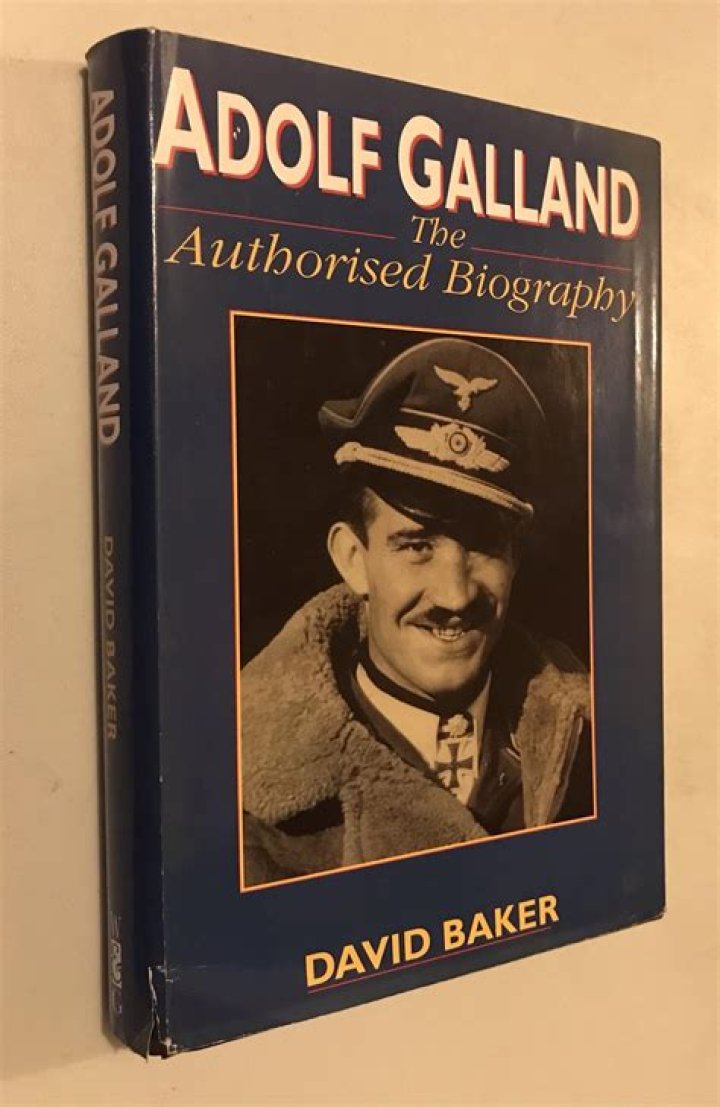 ADOLF GALLAND
The
Authorised Biography
DAVID BAKER
ADOLF GALLAND
DAVID BAKER